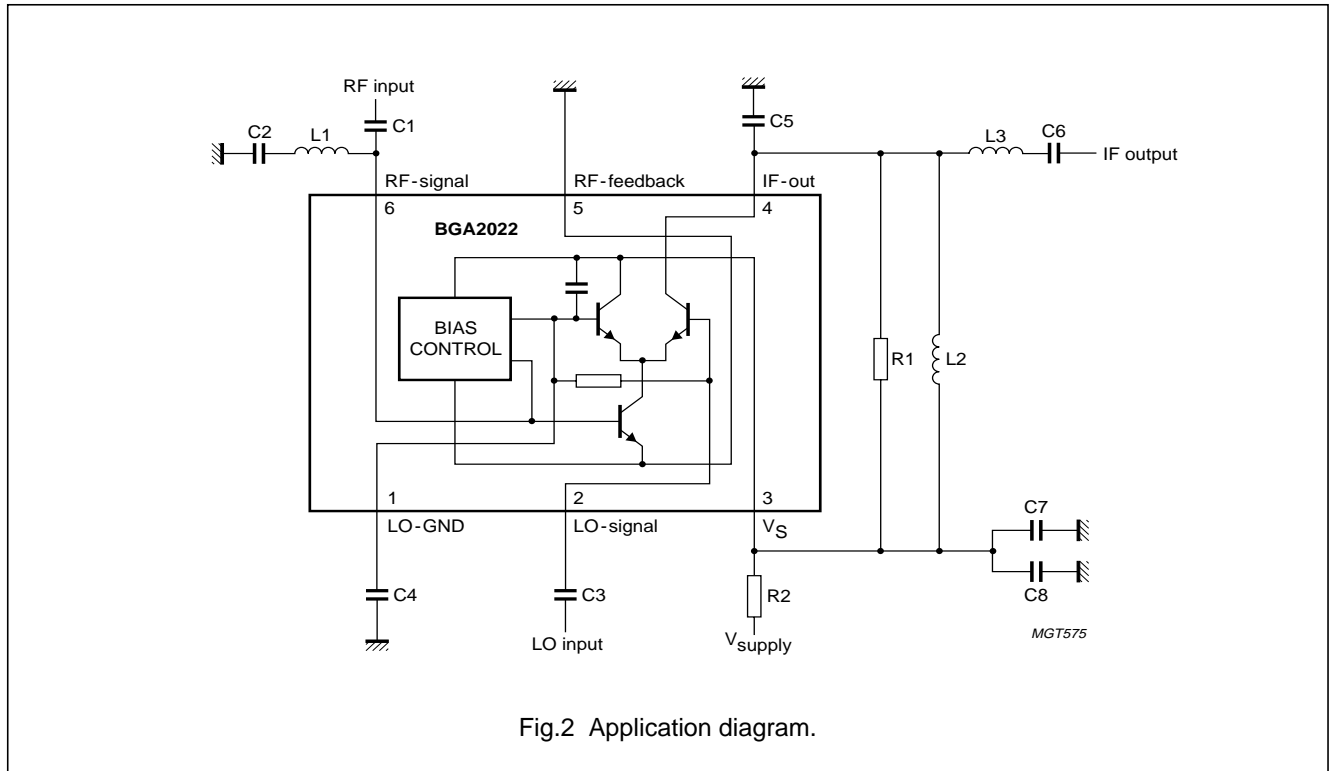 RF input
C1
C2
L1
C5
L3
C6
IF output
RF-signal
RF-feedback
IF-out
6
5
4
BGA2022
BIAS
CONTROL
R1
L2
1
2
3
LO-GND
LO-signal
VS
C7
C8
C4
C3
R2
LO input
Vsupply
MGT575
Fig.2 Application diagram.